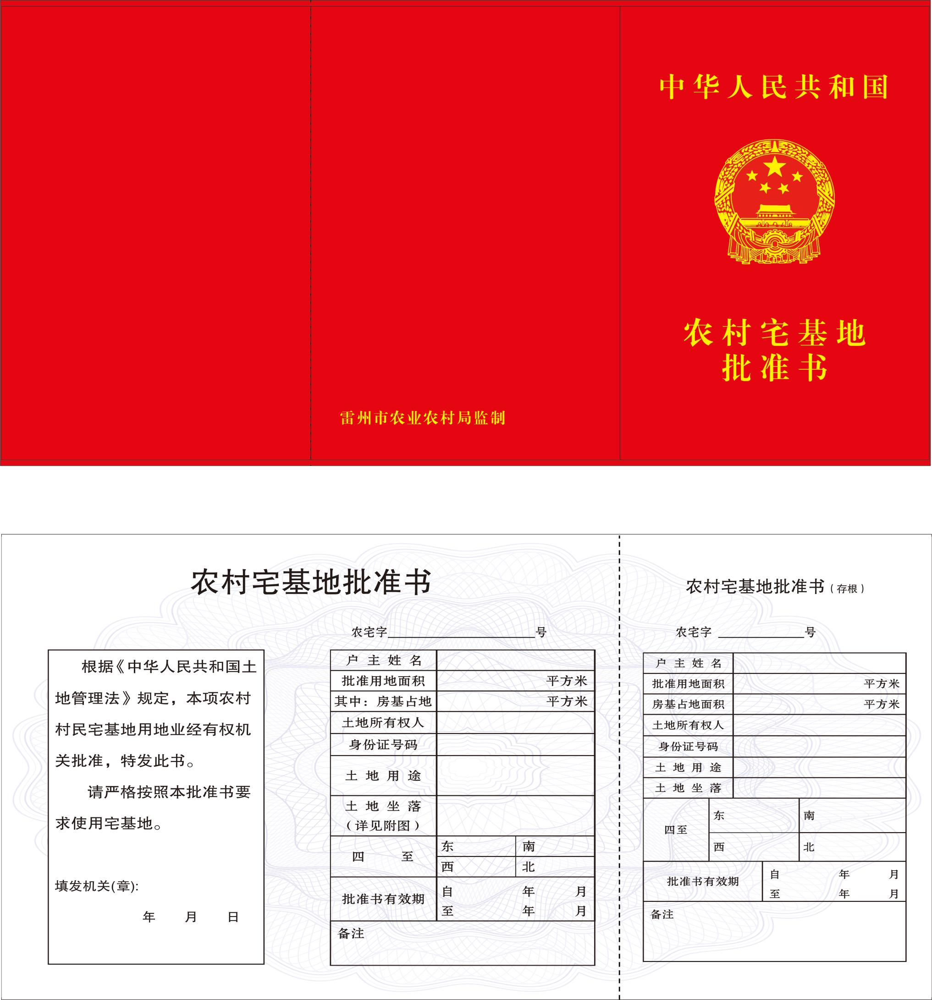 中华人民共和国
农村宅基地
批准书
雷州市农业农村局监制
农村宅基地批准书
根据《中华人民共和国土
地管理法》规定，本项农村
村民宅基地用地业经有权机
关批准，特发此书。
请严格按照本批准书要
求使用宅基地。
填发机关(章):
年 月 日
农宅字 号
户主姓名
批准用地面积 平方米
其中：房基占地 平方米
土地所有权人
身份证号码
土地用途
土地坐落
（详见附图）
四至 东 南
西 北
批准书有效期 自 年 月
至 年 月
备注
农村宅基地批准书（存根）
农宅字 号
户主姓名
批准用地面积 平方米
房基占地面积 平方米
土地所有权人
身份证号码
土地用途
土地坐落
四至 东 南
西 北
批准书有效期 自 年 月
至 年 月
备注